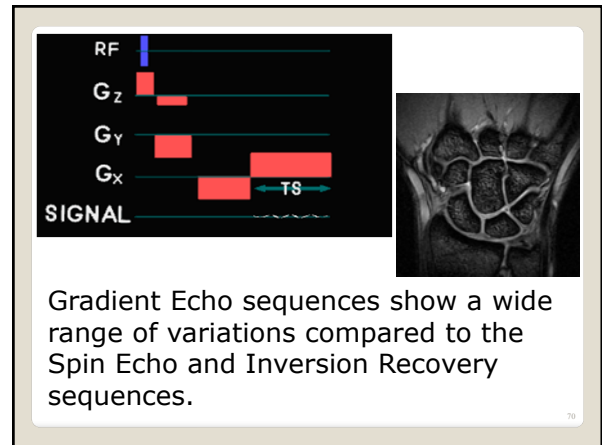 RF
GZ
GY
GX
TS
SIGNAL
Gradient Echo sequences show a wide
range of variations compared to the
Spin Echo and Inversion Recovery
sequences.
70